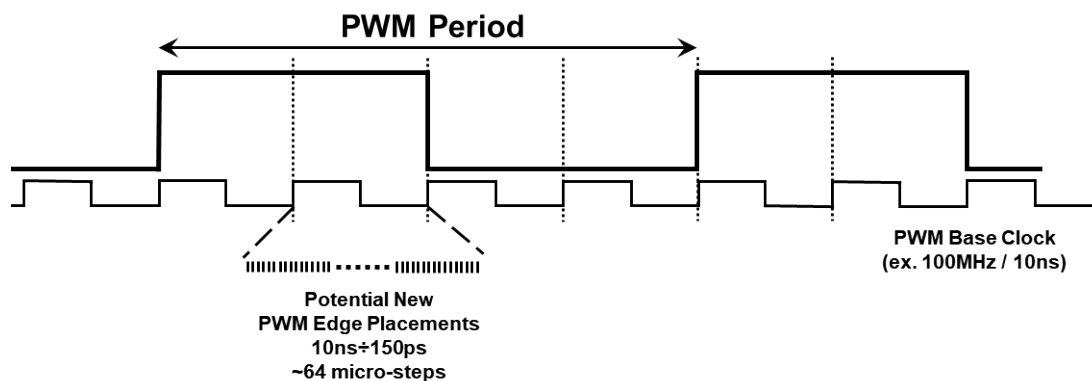 PWM Period
PWM Base Clock
(ex. 100MHz / 10ns)
Potential New
PWM Edge Placements
10ns÷150ps
~64 micro-steps